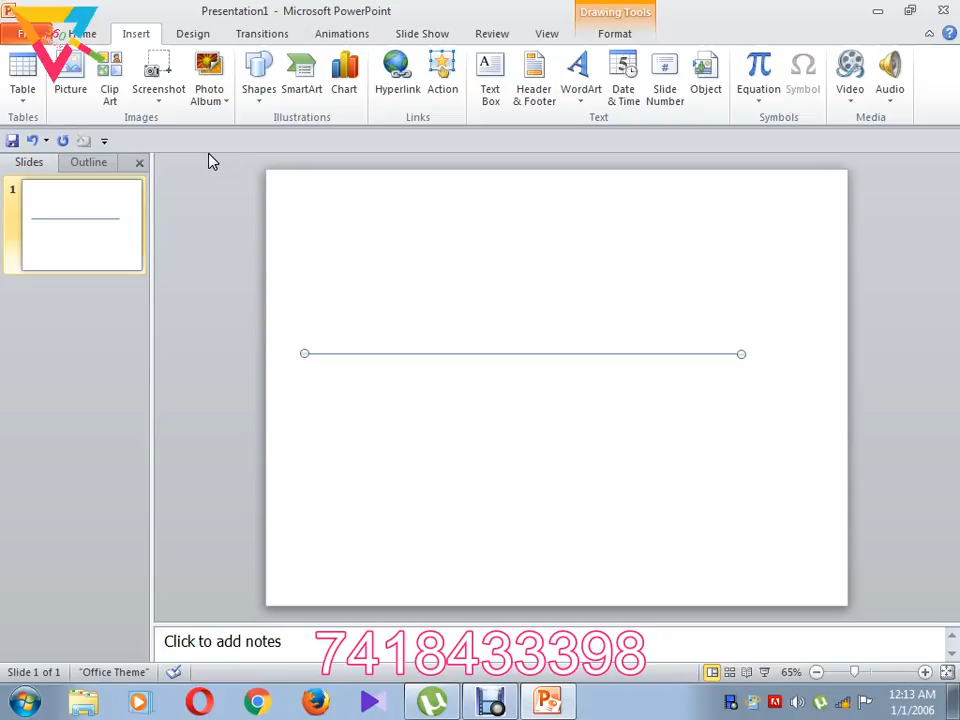 Presentation1 - Microsoft PowerPoint
Drawing Tools
Insert Design Transitions Animations Slide Show Review View Format
Table Picture Clip Art Screenshot Photo Album Shapes SmartArt Chart Hyperlink Action Text Box Header & Footer WordArt Date & Time Slide Number Object Equation Symbol Video Audio
Tables Images Illustrations Links Text Symbols Media
Slides Outline
1
Click to add notes
7418433398
Slide 1 of 1 "Office Theme" 65%
12:13 AM
1/1/2006